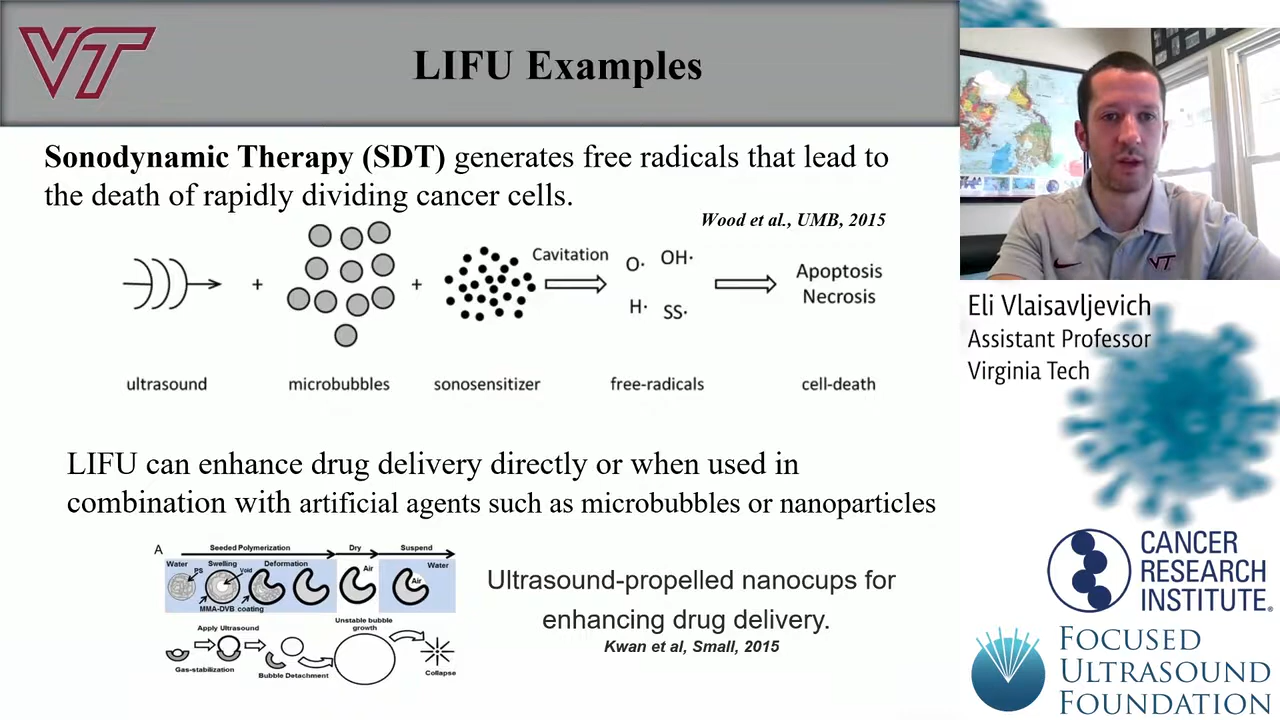 VT
LIFU Examples
Sonodynamic Therapy (SDT) generates free radicals that lead to
the death of rapidly dividing cancer cells.
Wood et al., UMB, 2015
Cavitation
O· OH·
H· SS·
Apoptosis
Necrosis
+
+
ultrasound microbubbles sonosensitizer free-radicals cell-death
LIFU can enhance drug delivery directly or when used in
combination with artificial agents such as microbubbles or nanoparticles
A
Seeded Polymerization Dry Suspend
Water Swelling Deformation Air Water
PS Void Air
MMA-DVB coating
Apply Ultrasound
Unstable bubble
growth
Gas-stabilization
Bubble Detachment
Collapse
Ultrasound-propelled nanocups for
enhancing drug delivery.
Kwan et al, Small, 2015
VT
Eli Vlaisavljevich
Assistant Professor
Virginia Tech
CANCER
RESEARCH
INSTITUTE®
FOCUSED
ULTRASOUND
FOUNDATION